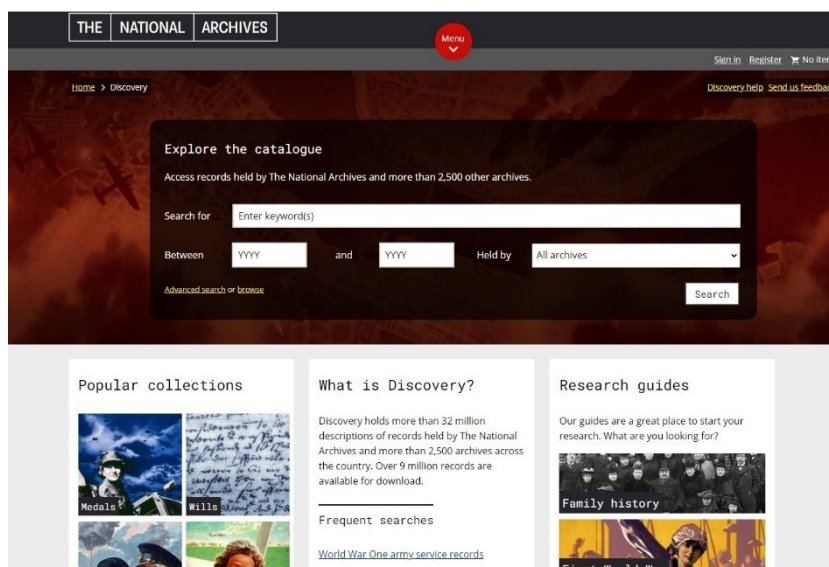 THE NATIONAL ARCHIVES
Menu
Sign in Register No iter
Home > Discovery
Discovery help Send us feedbac
Explore the catalogue
Access records held by The National Archives and more than 2,500 other archives.
Search for Enter keyword(s)
Between YYYY and YYYY Held by All archives
Advanced search or browse
Search
Popular collections
Medals
Wills
What is Discovery?
Discovery holds more than 32 million
descriptions of records held by The National
Archives and more than 2,500 archives across
the country. Over 9 million records are
available for download.
Frequent searches
World War One army service records
Research guides
Our guides are a great place to start your
research. What are you looking for?
Family history
First World War